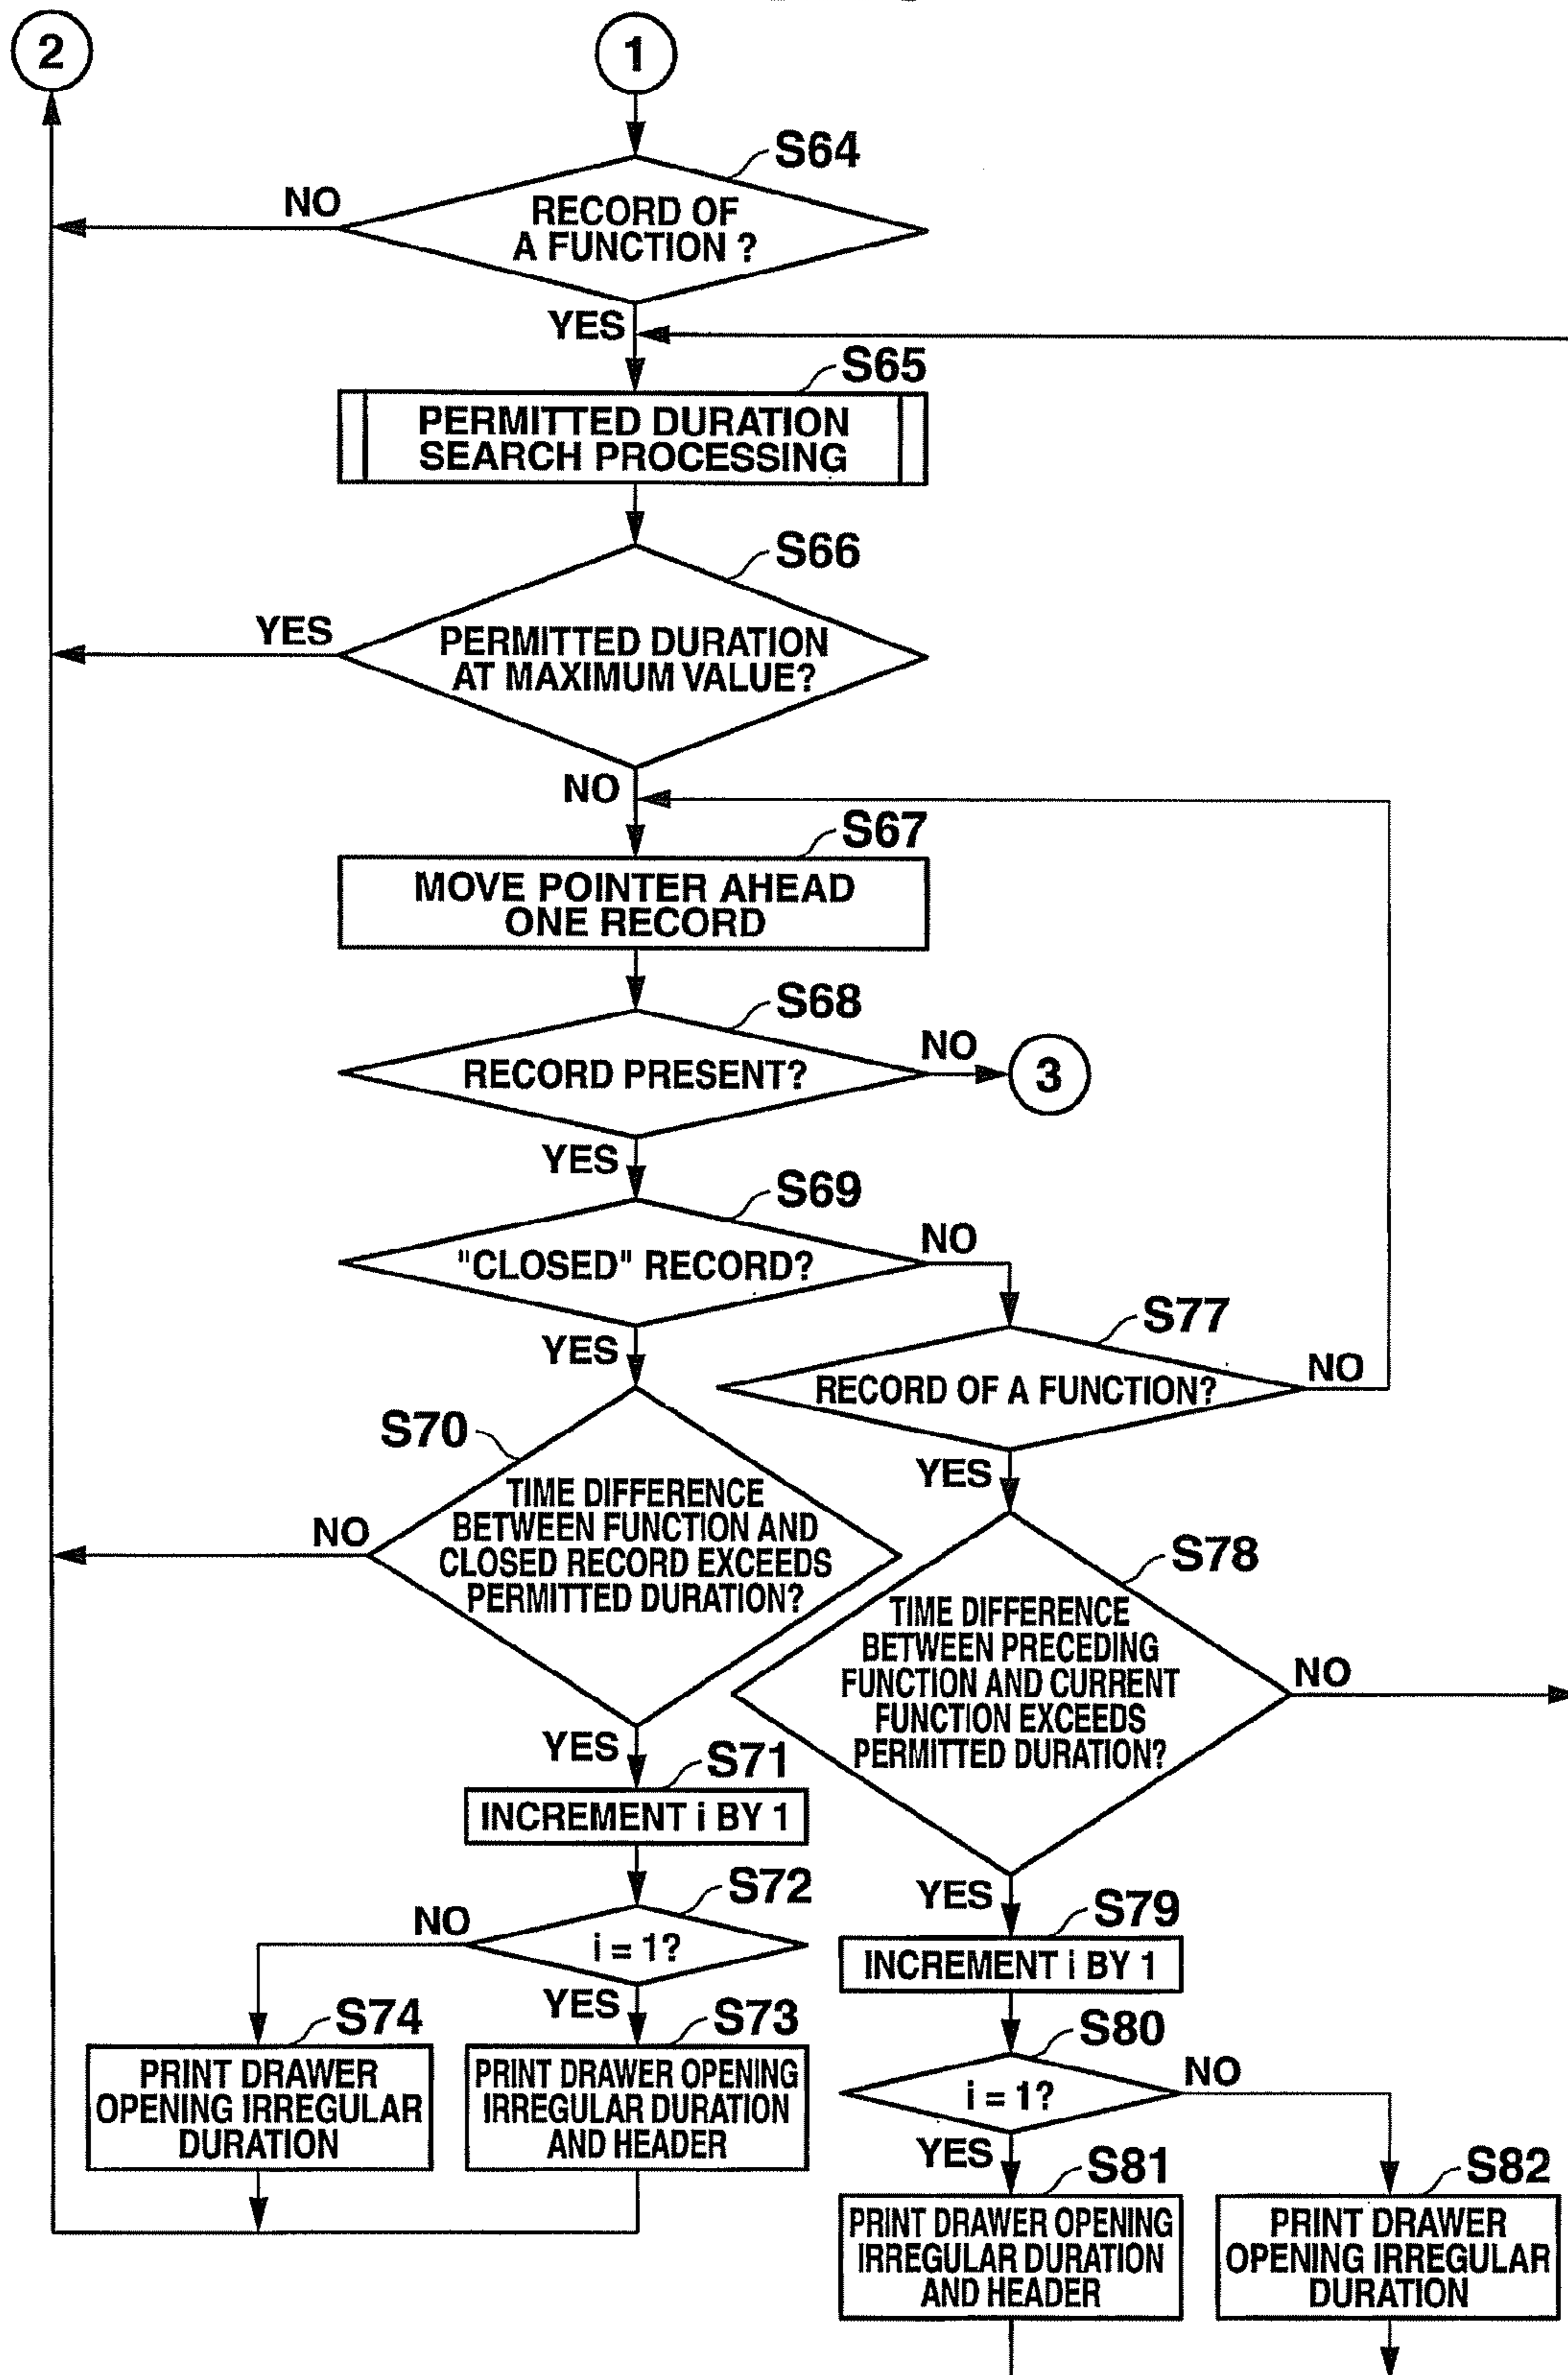 2
1
S64
NO
RECORD OF
A FUNCTION ?
YES
S65
PERMITTED DURATION
SEARCH PROCESSING
S66
YES
PERMITTED DURATION
AT MAXIMUM VALUE?
NO
S67
MOVE POINTER AHEAD
ONE RECORD
S68
NO
RECORD PRESENT?
3
YES
S69
NO
"CLOSED" RECORD?
S77
YES
NO
RECORD OF A FUNCTION?
S70
YES
TIME DIFFERENCE
BETWEEN FUNCTION AND
CLOSED RECORD EXCEEDS
PERMITTED DURATION?
NO
S78
TIME DIFFERENCE
BETWEEN PRECEDING
FUNCTION AND CURRENT
FUNCTION EXCEEDS
PERMITTED DURATION?
NO
YES
S71
INCREMENT i BY 1
S72
YES
NO
i = 1?
S79
INCREMENT i BY 1
YES
S74
S73
S80
PRINT DRAWER
OPENING IRREGULAR
DURATION
PRINT DRAWER OPENING
IRREGULAR DURATION
AND HEADER
NO
i = 1?
YES
S81
S82
PRINT DRAWER OPENING
IRREGULAR DURATION
AND HEADER
PRINT DRAWER
OPENING IRREGULAR
DURATION